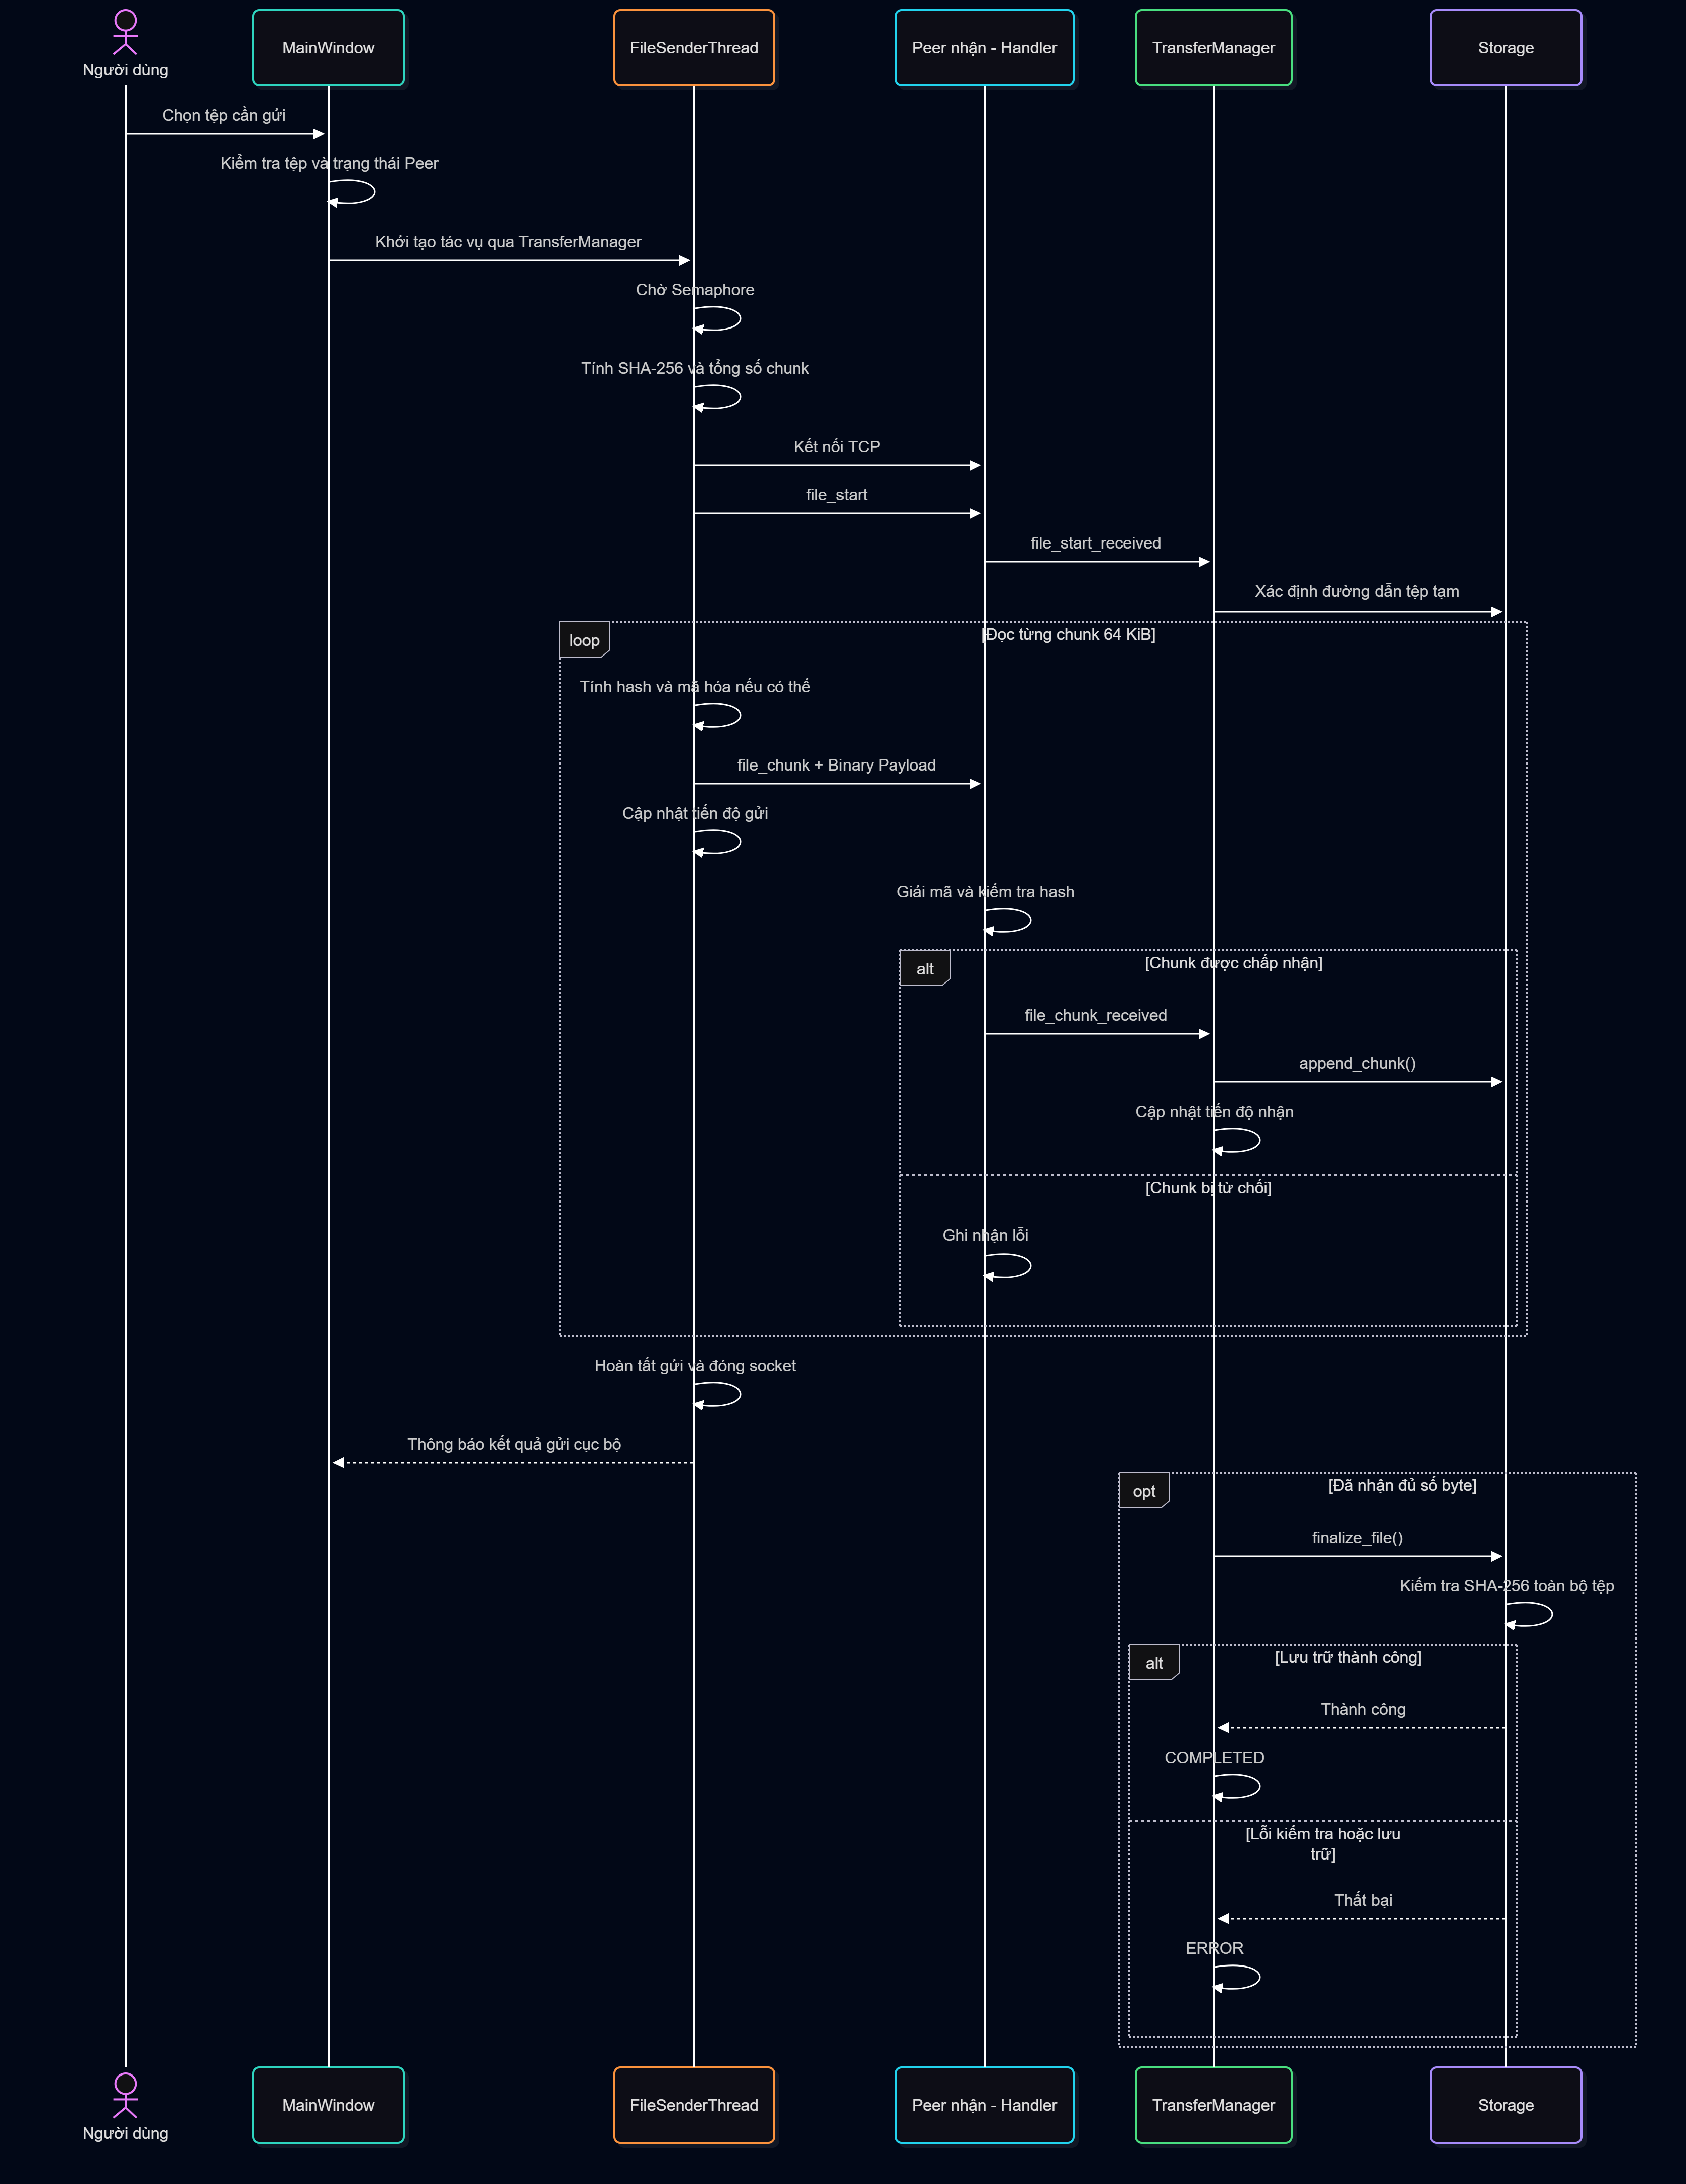 Người dùng
MainWindow
FileSenderThread
Peer nhận - Handler
TransferManager
Storage
Chọn tệp cần gửi
Kiểm tra tệp và trạng thái Peer
Khởi tạo tác vụ qua TransferManager
Chờ Semaphore
Tính SHA-256 và tổng số chunk
Kết nối TCP
file_start
file_start_received
Xác định đường dẫn tệp tạm
loop
[Đọc từng chunk 64 KiB]
Tính hash và mã hóa nếu có thể
file_chunk + Binary Payload
Cập nhật tiến độ gửi
Giải mã và kiểm tra hash
alt
[Chunk được chấp nhận]
file_chunk_received
append_chunk()
Cập nhật tiến độ nhận
[Chunk bị từ chối]
Ghi nhận lỗi
Hoàn tất gửi và đóng socket
Thông báo kết quả gửi cục bộ
opt
[Đã nhận đủ số byte]
finalize_file()
Kiểm tra SHA-256 toàn bộ tệp
alt
[Lưu trữ thành công]
Thành công
COMPLETED
[Lỗi kiểm tra hoặc lưu
trữ]
Thất bại
ERROR
Người dùng
MainWindow
FileSenderThread
Peer nhận - Handler
TransferManager
Storage